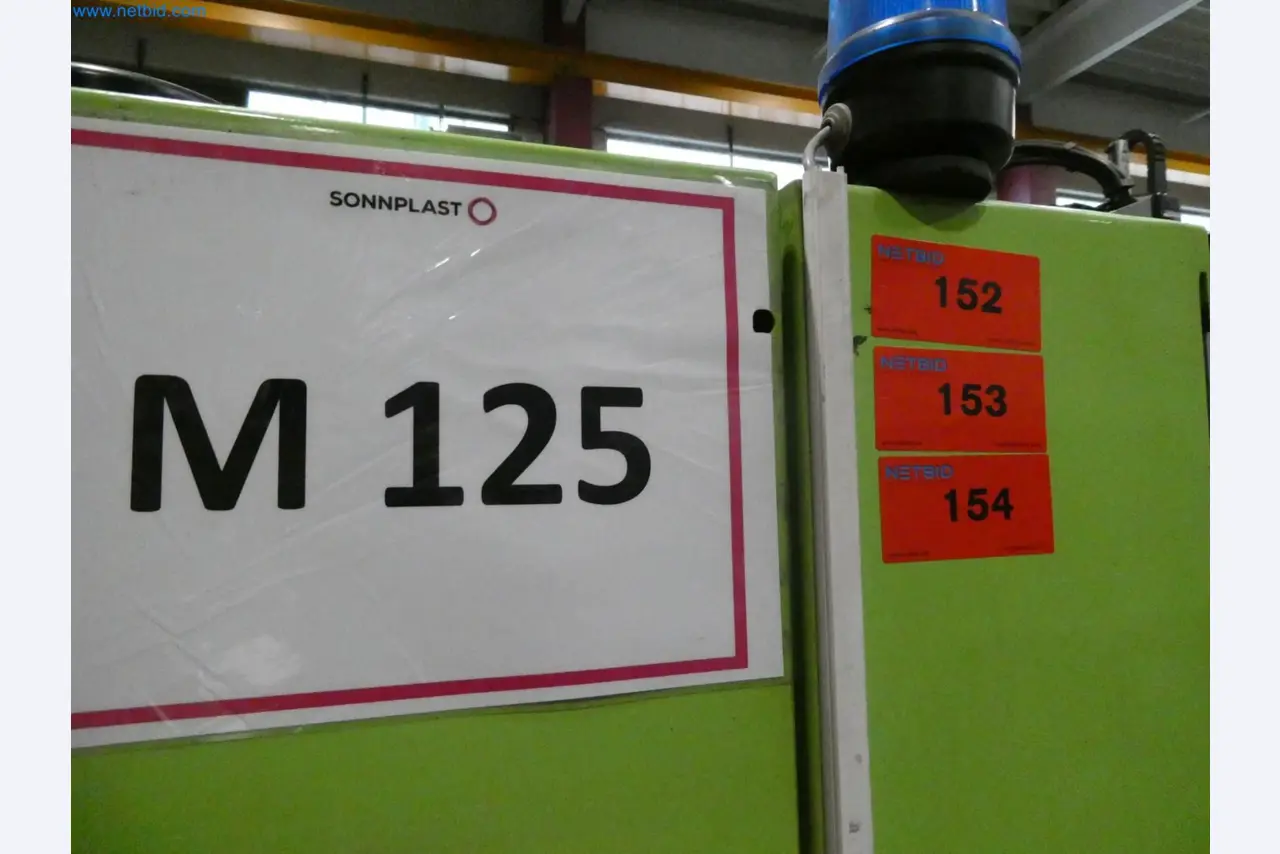 www.netbid.com
SONNPLAST
M 125
NETBID
152
NETBID
153
NETBID
154